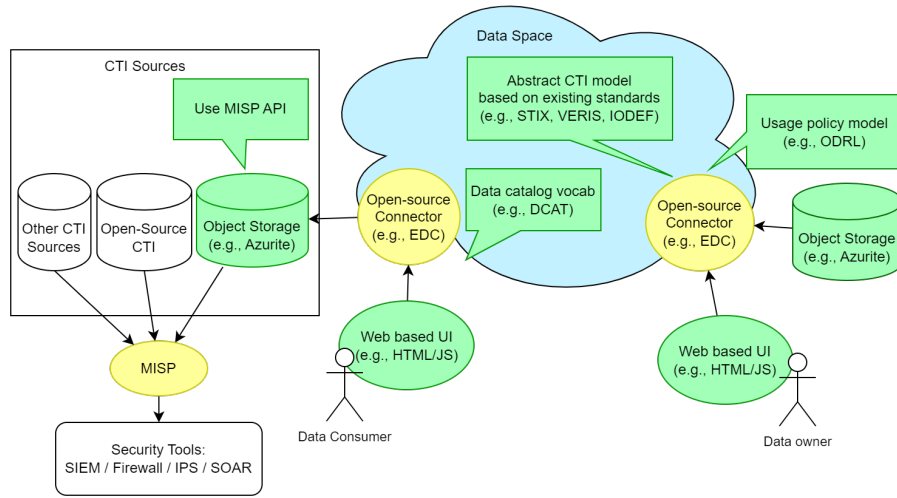 CTI Sources
Use MISP API
Other CTI
Sources
Open-Source
CTI
Object Storage
(e.g., Azurite)
MISP
Security Tools:
SIEM / Firewall / IPS / SOAR
Data Space
Abstract CTI model
based on existing standards
(e.g., STIX, VERIS, IODEF)
Usage policy model
(e.g., ODRL)
Open-source
Connector
(e.g., EDC)
Data catalog vocab
(e.g., DCAT)
Open-source
Connector
(e.g., EDC)
Object Storage
(e.g., Azurite)
Web based UI
(e.g., HTML/JS)
Data Consumer
Web based UI
(e.g., HTML/JS)
Data owner